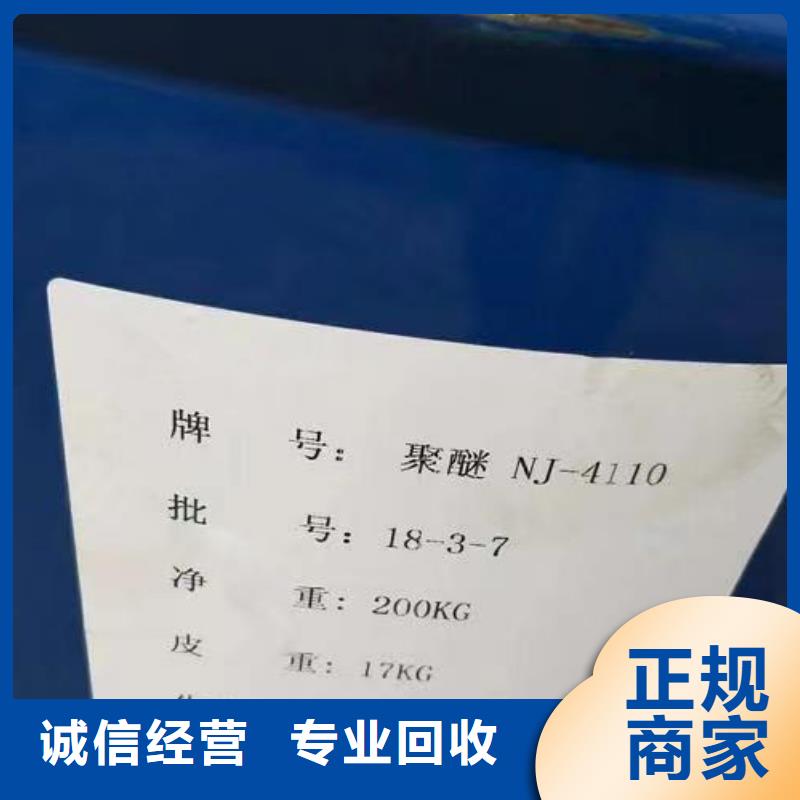 牌 号: 聚醚 NJ-4110
批 号: 18-3-7
净 重: 200KG
皮 重: 17KG
诚信经营 专业回收
正规
商家